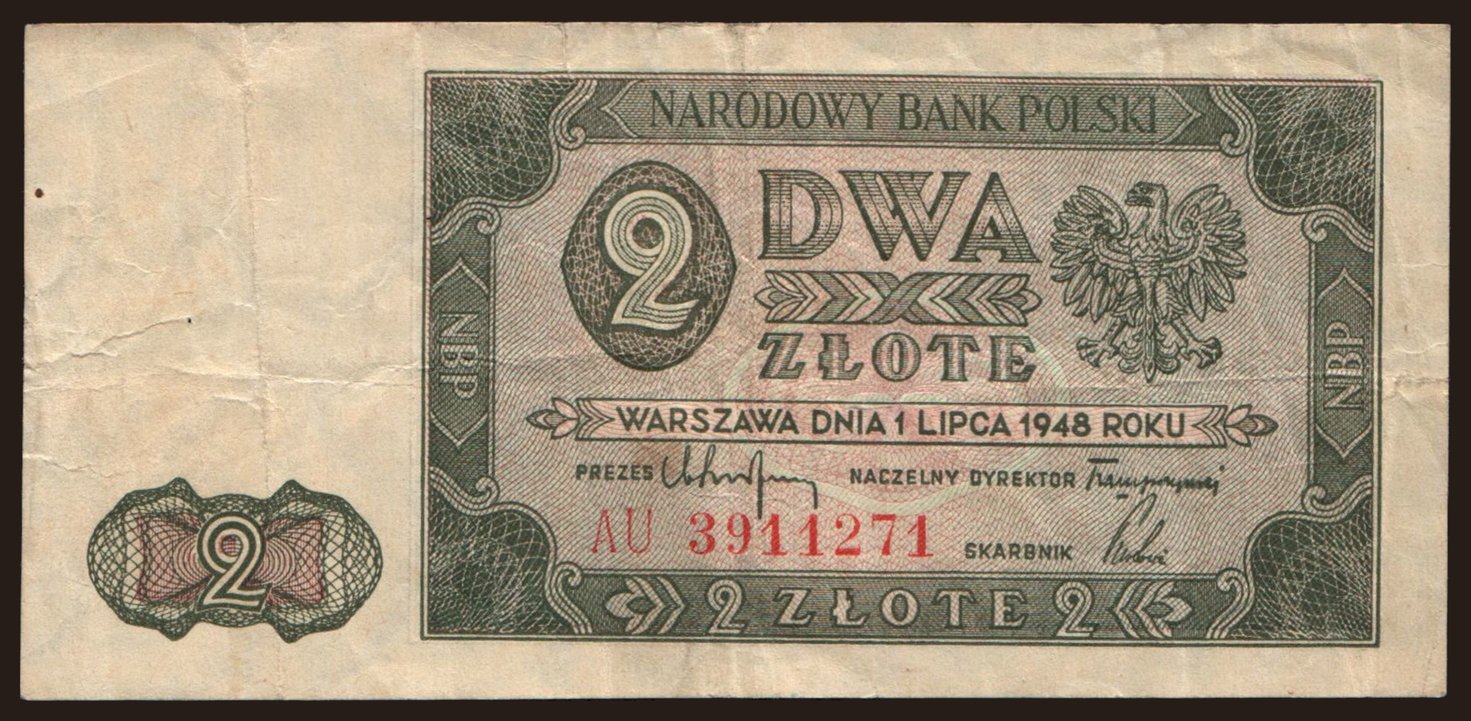 NARODOWY BANK POLSKI
2
DWA
ZŁOTE
NBP
NBP
WARSZAWA DNIA 1 LIPCA 1948 ROKU
PREZES
NACZELNY DYREKTOR
AU 3911271
SKARBNIK
2
2 ZŁOTE 2